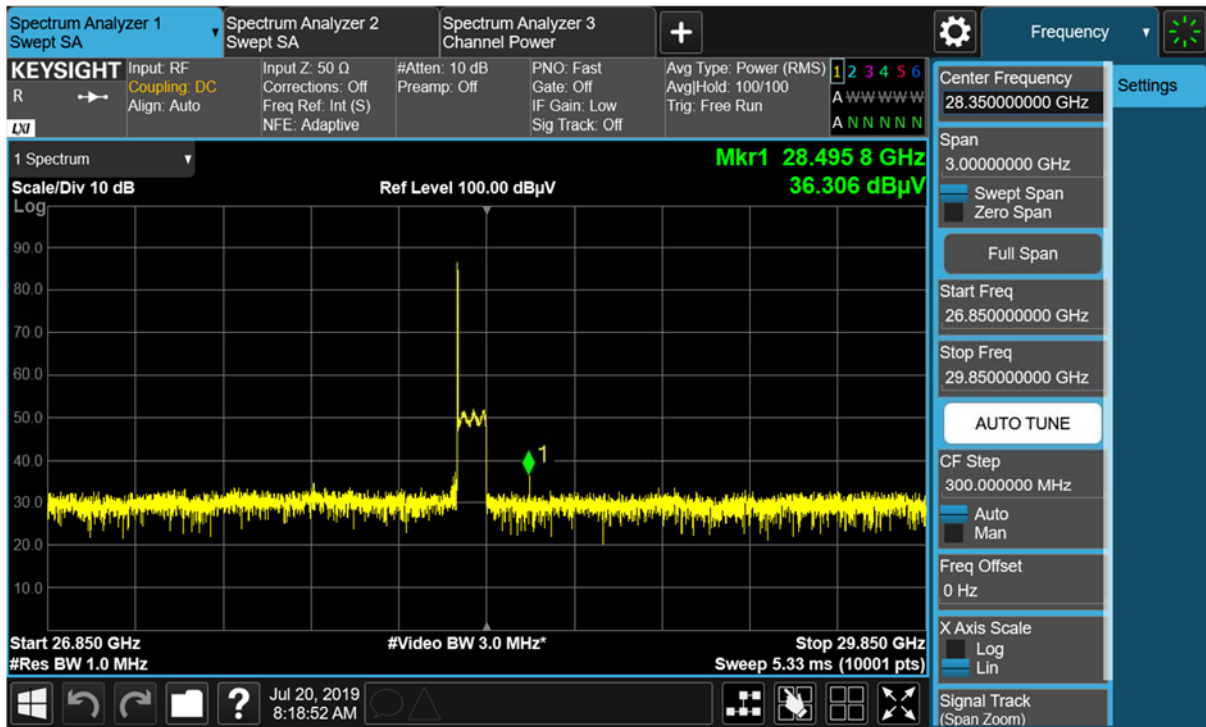 Spectrum Analyzer 1
Swept SA
Spectrum Analyzer 2
Swept SA
Spectrum Analyzer 3
Channel Power
Frequency
KEYSIGHT
R
LXI
Input: RF
Coupling: DC
Align: Auto
Input Z: 50 Ω
Corrections: Off
Freq Ref: Int (S)
NFE: Adaptive
#Atten: 10 dB
Preamp: Off
PNO: Fast
Gate: Off
IF Gain: Low
Sig Track: Off
Avg Type: Power (RMS)
Avg|Hold: 100/100
Trig: Free Run
1 2 3 4 5 6
A W W W W W
A N N N N N
1 Spectrum
Mkr1 28.495 8 GHz
36.306 dBµV
Scale/Div 10 dB
Ref Level 100.00 dBµV
Log
90.0
80.0
70.0
60.0
50.0
40.0
30.0
20.0
10.0
1
Start 26.850 GHz
#Video BW 3.0 MHz*
Stop 29.850 GHz
#Res BW 1.0 MHz
Sweep 5.33 ms (10001 pts)
?
Jul 20, 2019
8:18:52 AM
Center Frequency
28.350000000 GHz
Settings
Span
3.00000000 GHz
Swept Span
Zero Span
Full Span
Start Freq
26.850000000 GHz
Stop Freq
29.850000000 GHz
AUTO TUNE
CF Step
300.000000 MHz
Auto
Man
Freq Offset
0 Hz
X Axis Scale
Log
Lin
Signal Track
(Span Zoom)